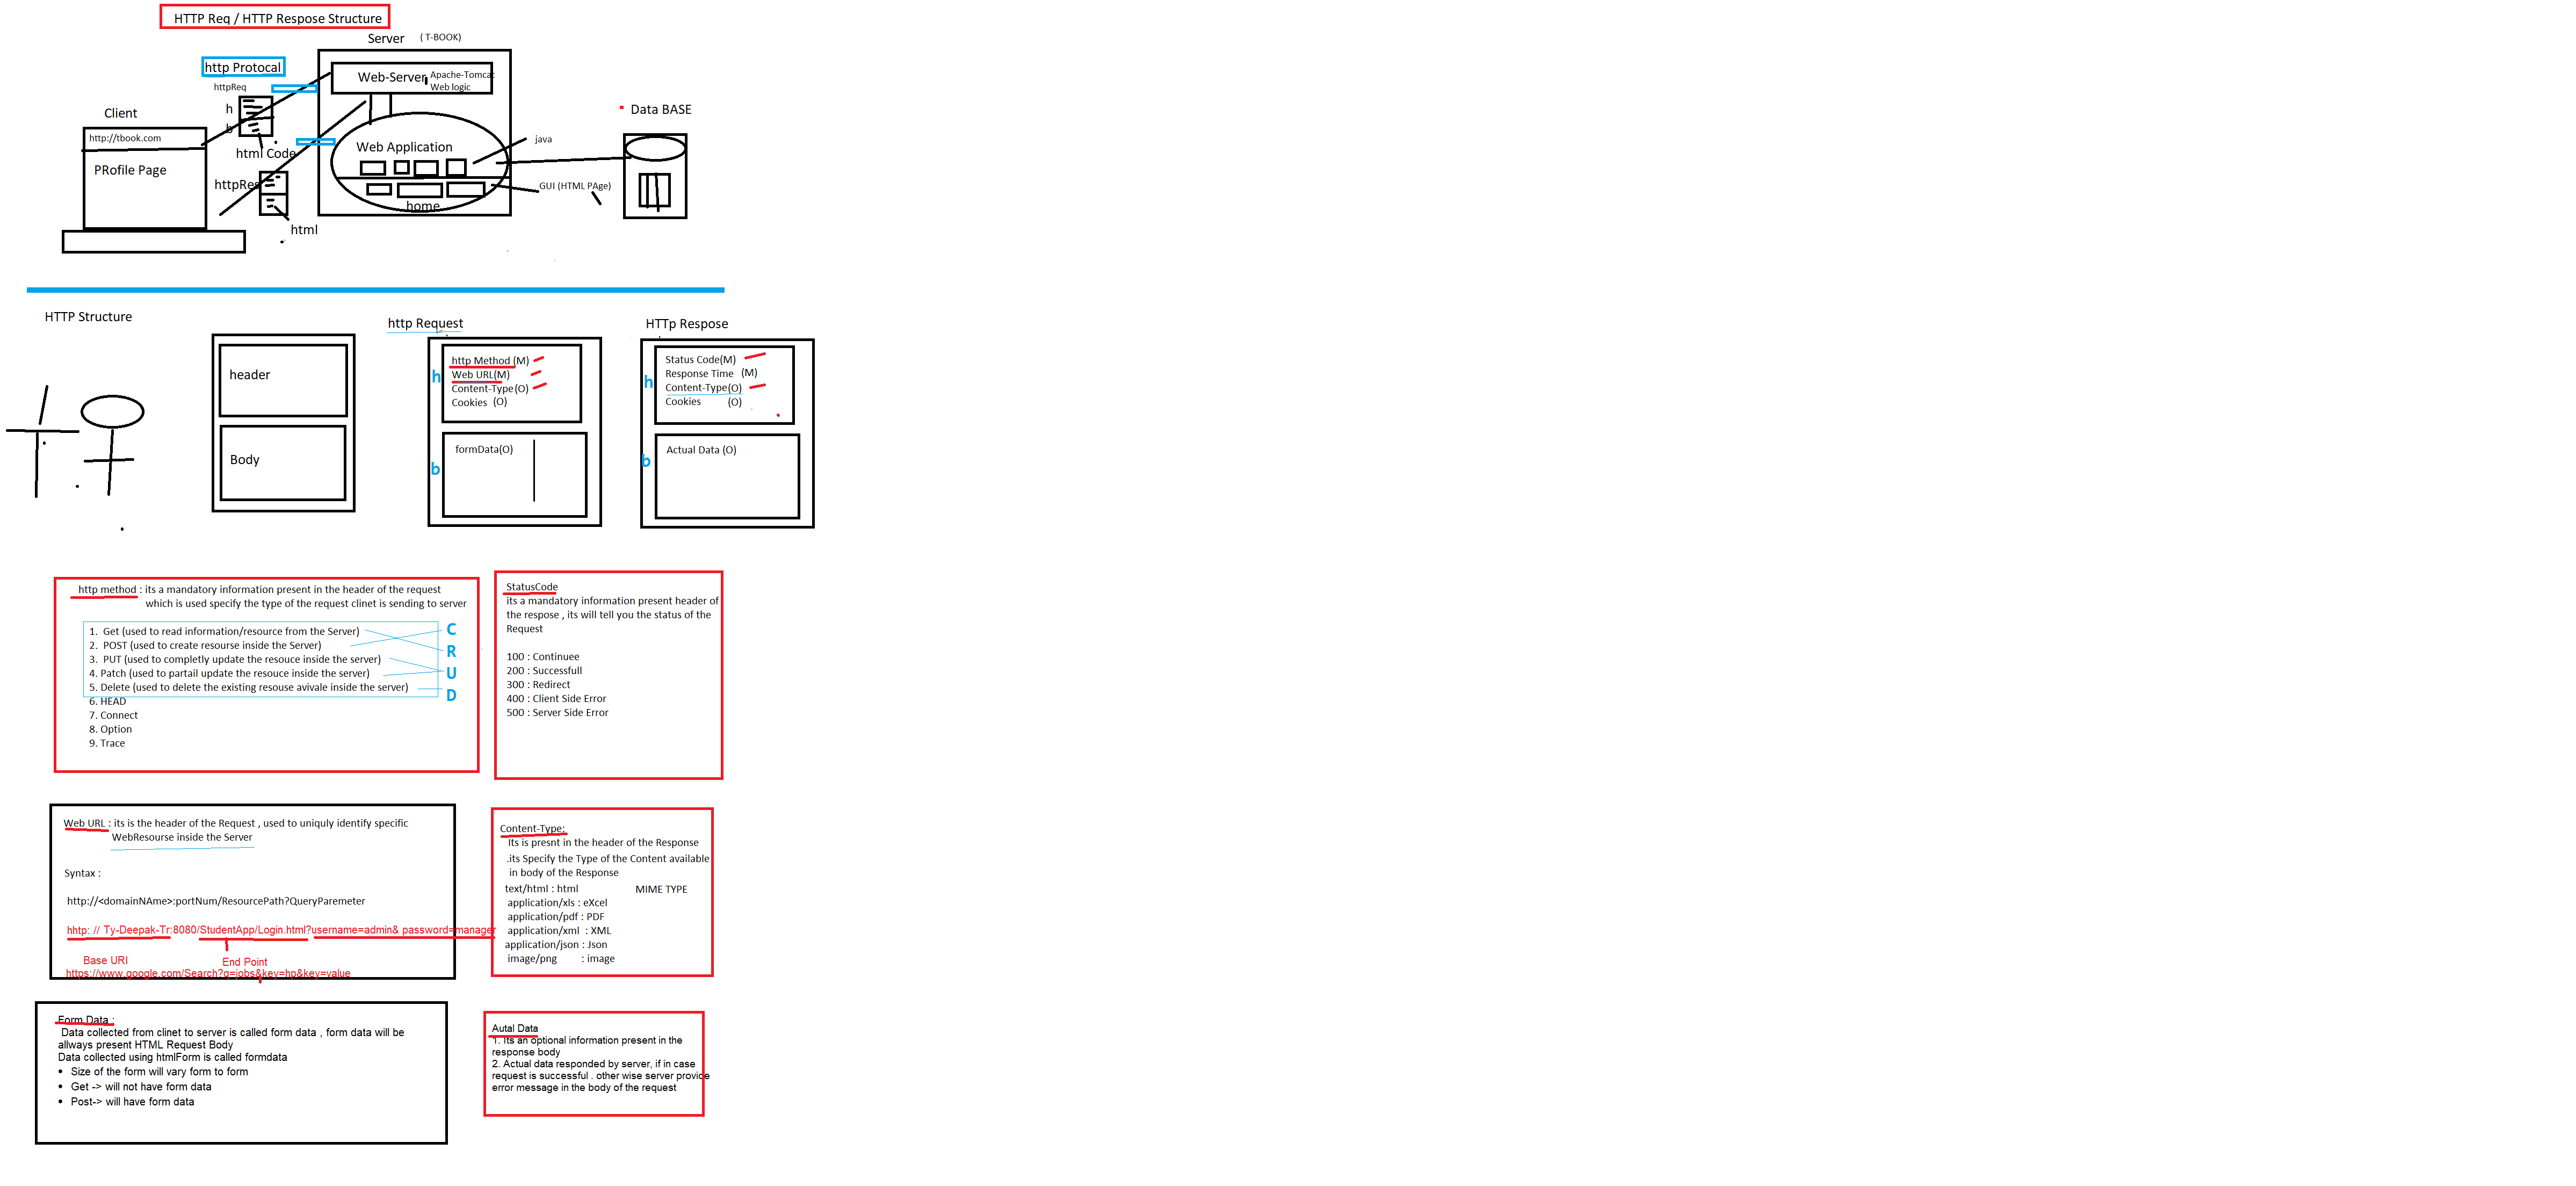 HTTP Req / HTTP Respose Structure
Server ( T-BOOK)
http Protocal
httpReq
h
b
html Code
Web-Server Apache-Tomcat
Web logic
Client
http://tbook.com
PRofile Page
httpRes
html
Web Application
home
java
GUI (HTML PAge)
Data BASE
HTTP Structure
header
Body
http Request
h
http Method (M)
Web URL(M)
Content-Type(O)
Cookies (O)
b
formData(O)
HTTp Respose
h
Status Code(M)
Response Time (M)
Content-Type(O)
Cookies (O)
b
Actual Data (O)
http method : its a mandatory information present in the header of the request
which is used specify the type of the request clinet is sending to server
1. Get (used to read information/resource from the Server)
2. POST (used to create resourse inside the Server)
3. PUT (used to completly update the resouce inside the server)
4. Patch (used to partail update the resouce inside the server)
5. Delete (used to delete the existing resouse avivale inside the server)
6. HEAD
7. Connect
8. Option
9. Trace
C
R
U
D
StatusCode
its a mandatory information present header of
the respose , its will tell you the status of the
Request
100 : Continuee
200 : Successfull
300 : Redirect
400 : Client Side Error
500 : Server Side Error
Web URL : its is the header of the Request , used to uniquly identify specific
WebResourse inside the Server
Syntax :
http://<domainNAme>:portNum/ResourcePath?QueryParemeter
hhtp: // Ty-Deepak-Tr:8080/StudentApp/Login.html?username=admin& password=manager
Base URI
End Point
https://www.google.com/Search?q=jobs&key=hp&key=value
Content-Type:
Its is presnt in the header of the Response
.its Specify the Type of the Content available
in body of the Response
text/html : html MIME TYPE
application/xls : eXcel
application/pdf : PDF
application/xml : XML
application/json : Json
image/png : image
Form Data :
Data collected from clinet to server is called form data , form data will be
allways present HTML Request Body
Data collected using htmlForm is called formdata
• Size of the form will vary form to form
• Get -> will not have form data
• Post-> will have form data
Autal Data
1. Its an optional information present in the
response body
2. Actual data responded by server, if in case
request is successful . other wise server provide
error message in the body of the request